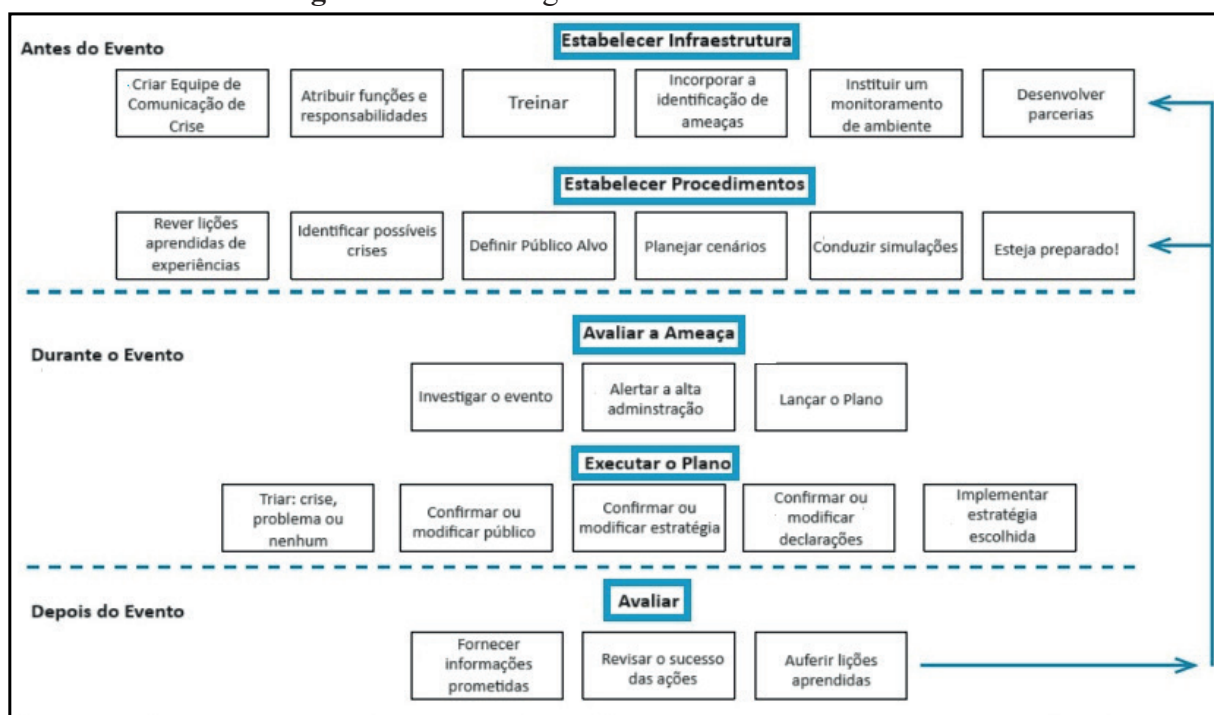 Antes do Evento
Estabelecer Infraestrutura
Criar Equipe de
Comunicação de
Crise
Atribuir funções e
responsabilidades
Treinar
Incorporar a
identificação de
ameaças
Instituir um
monitoramento
de ambiente
Desenvolver
parcerias
Estabelecer Procedimentos
Rever lições
aprendidas de
experiências
Identificar possíveis
crises
Definir Público Alvo
Planejar cenários
Conduzir simulações
Esteja preparado!
Durante o Evento
Avaliar a Ameaça
Investigar o evento
Alertar a alta
adminstração
Lançar o Plano
Executar o Plano
Triar: crise,
problema ou
nenhum
Confirmar ou
modificar público
Confirmar ou
modificar estratégia
Confirmar ou
modificar
declarações
Implementar
estratégia
escolhida
Depois do Evento
Avaliar
Fornecer
informações
prometidas
Revisar o sucesso
das ações
Auferir lições
aprendidas